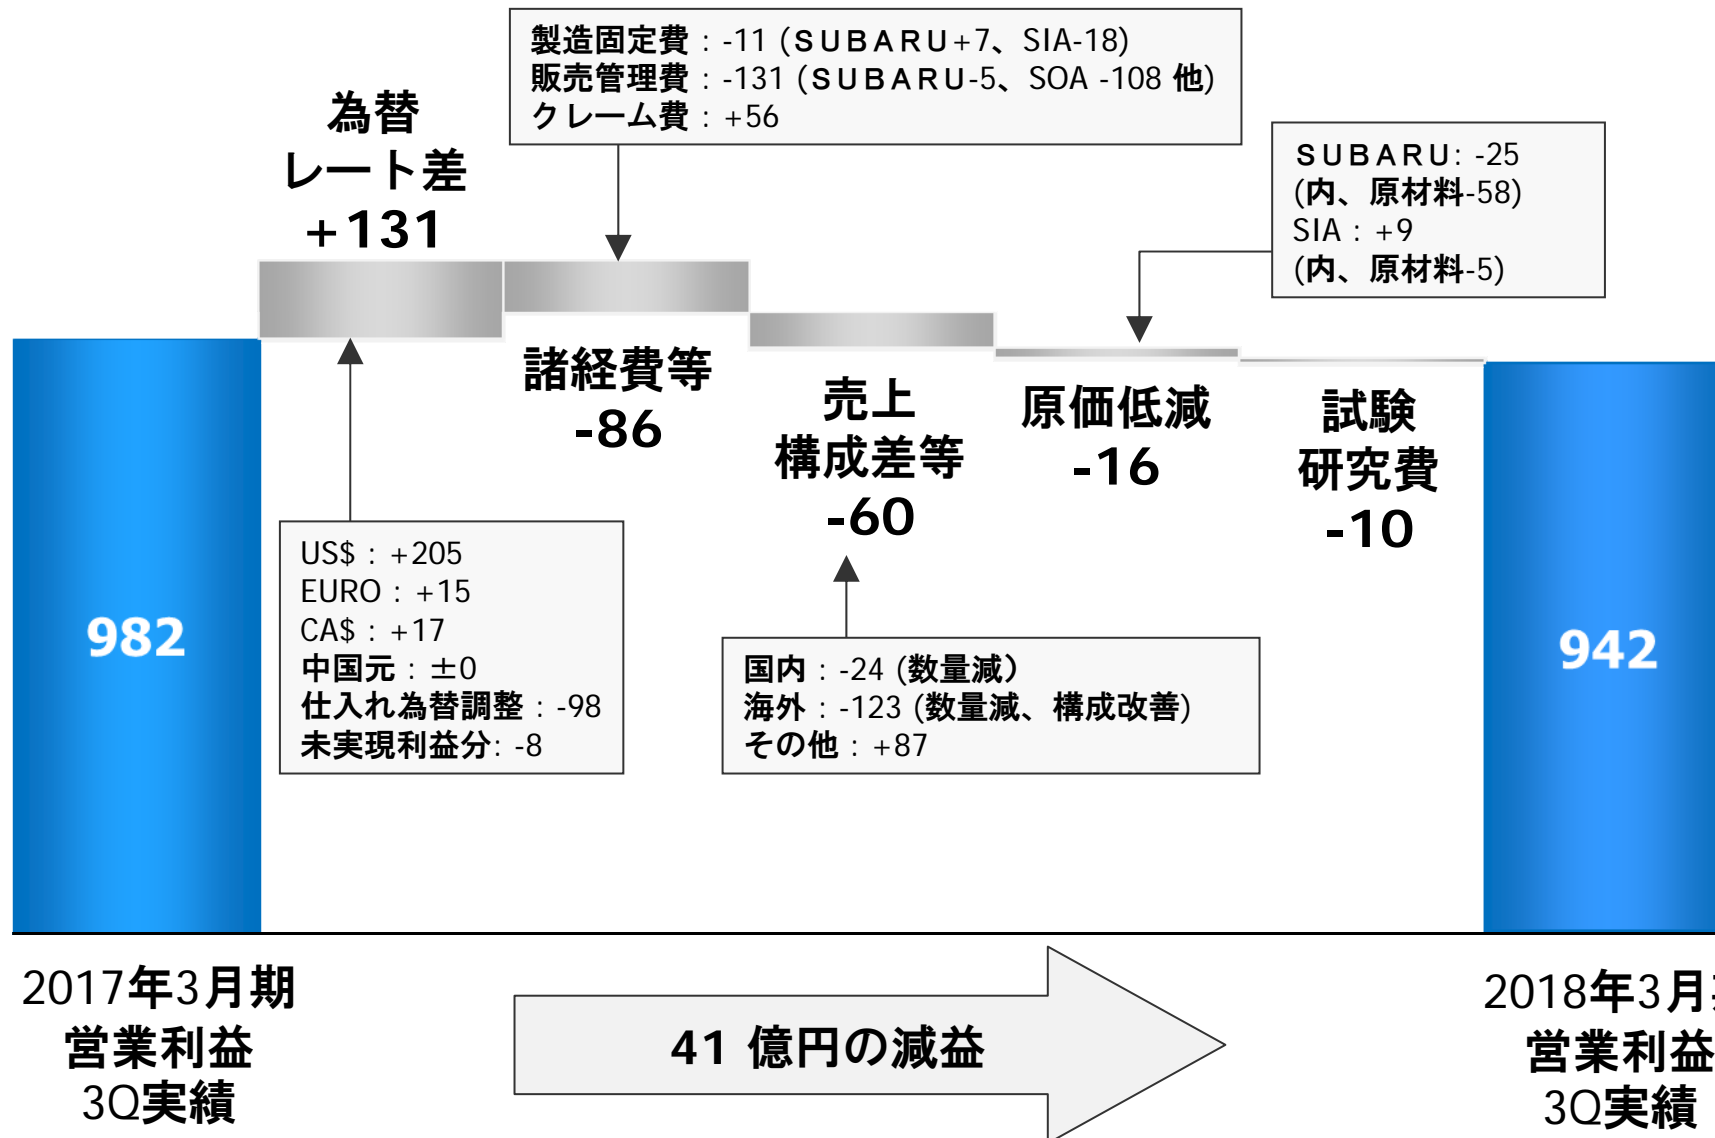 製造固定費 : -11 (SUBARU+7、SIA-18)
販売管理費 : -131 (SUBARU-5、SOA -108 他)
クレーム費 : +56
為替
レート差
+131
SUBARU: -25
(内、原材料-58)
SIA : +9
(内、原材料-5)
諸経費等
-86
売上
構成差等
-60
原価低減
-16
試験
研究費
-10
US$ : +205
EURO : +15
CA$ : +17
中国元 : ±0
仕入れ為替調整 : -98
未実現利益分: -8
国内 : -24 (数量減)
海外 : -123 (数量減、構成改善)
その他 : +87
982
942
2017年3月期
営業利益
3Q実績
41 億円の減益
2018年3月
営業利益
3Q実績